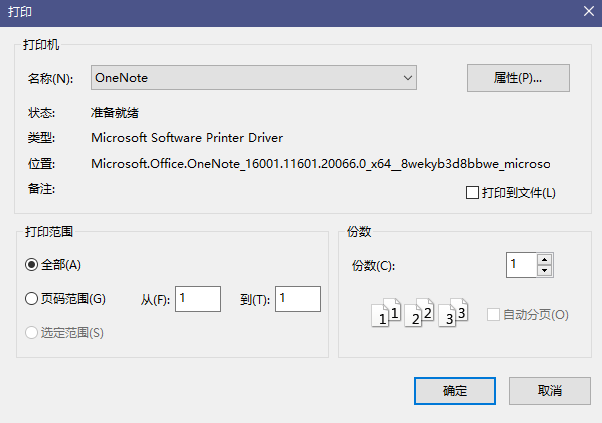 打印
打印机
名称(N): OneNote 属性(P)...
状态: 准备就绪
类型: Microsoft Software Printer Driver
位置: Microsoft.Office.OneNote_16001.11601.20066.0_x64__8wekyb3d8bbwe_microso
备注:
打印到文件(L)
打印范围
全部(A)
页码范围(G) 从(F): 1 到(T): 1
选定范围(S)
份数
份数(C): 1
1 1 2 2 3 3 自动分页(O)
确定 取消